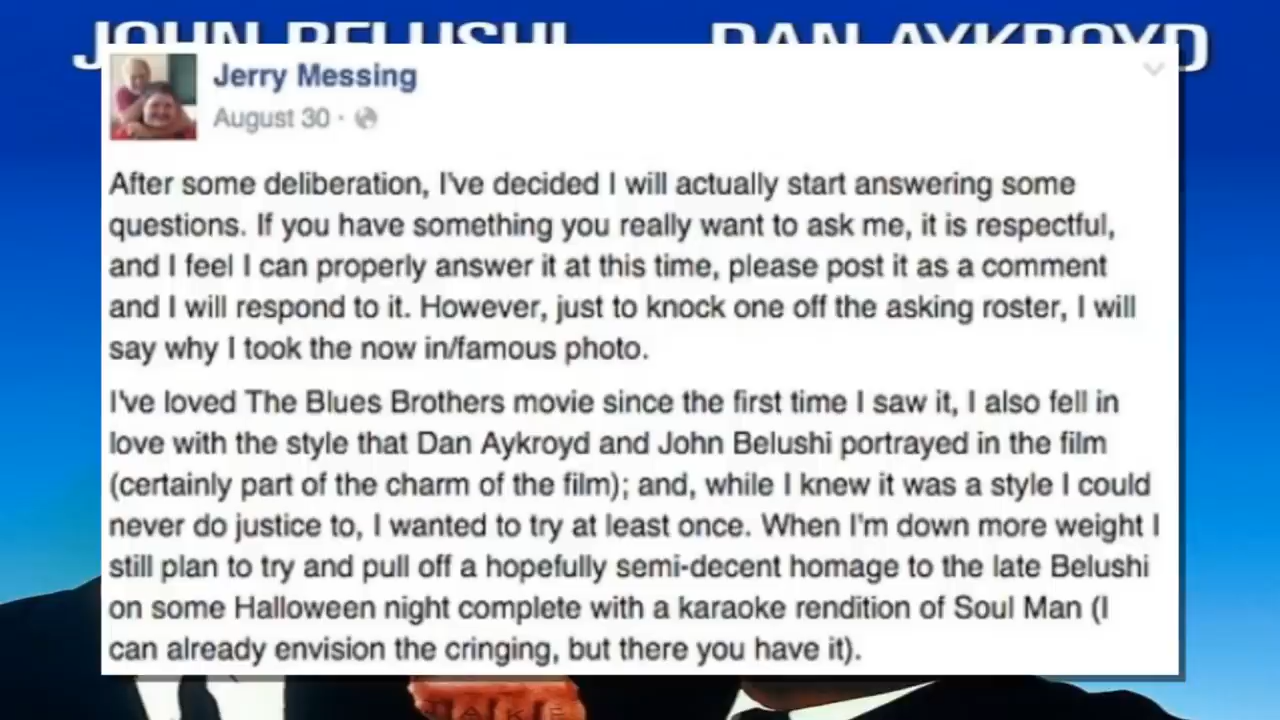 JOHN BELUSHI DAN AYKROYD
Jerry Messing
August 30 ·
After some deliberation, I've decided I will actually start answering some
questions. If you have something you really want to ask me, it is respectful,
and I feel I can properly answer it at this time, please post it as a comment
and I will respond to it. However, just to knock one off the asking roster, I will
say why I took the now in/famous photo.
I've loved The Blues Brothers movie since the first time I saw it, I also fell in
love with the style that Dan Aykroyd and John Belushi portrayed in the film
(certainly part of the charm of the film); and, while I knew it was a style I could
never do justice to, I wanted to try at least once. When I'm down more weight I
still plan to try and pull off a hopefully semi-decent homage to the late Belushi
on some Halloween night complete with a karaoke rendition of Soul Man (I
can already envision the cringing, but there you have it).
JAKE